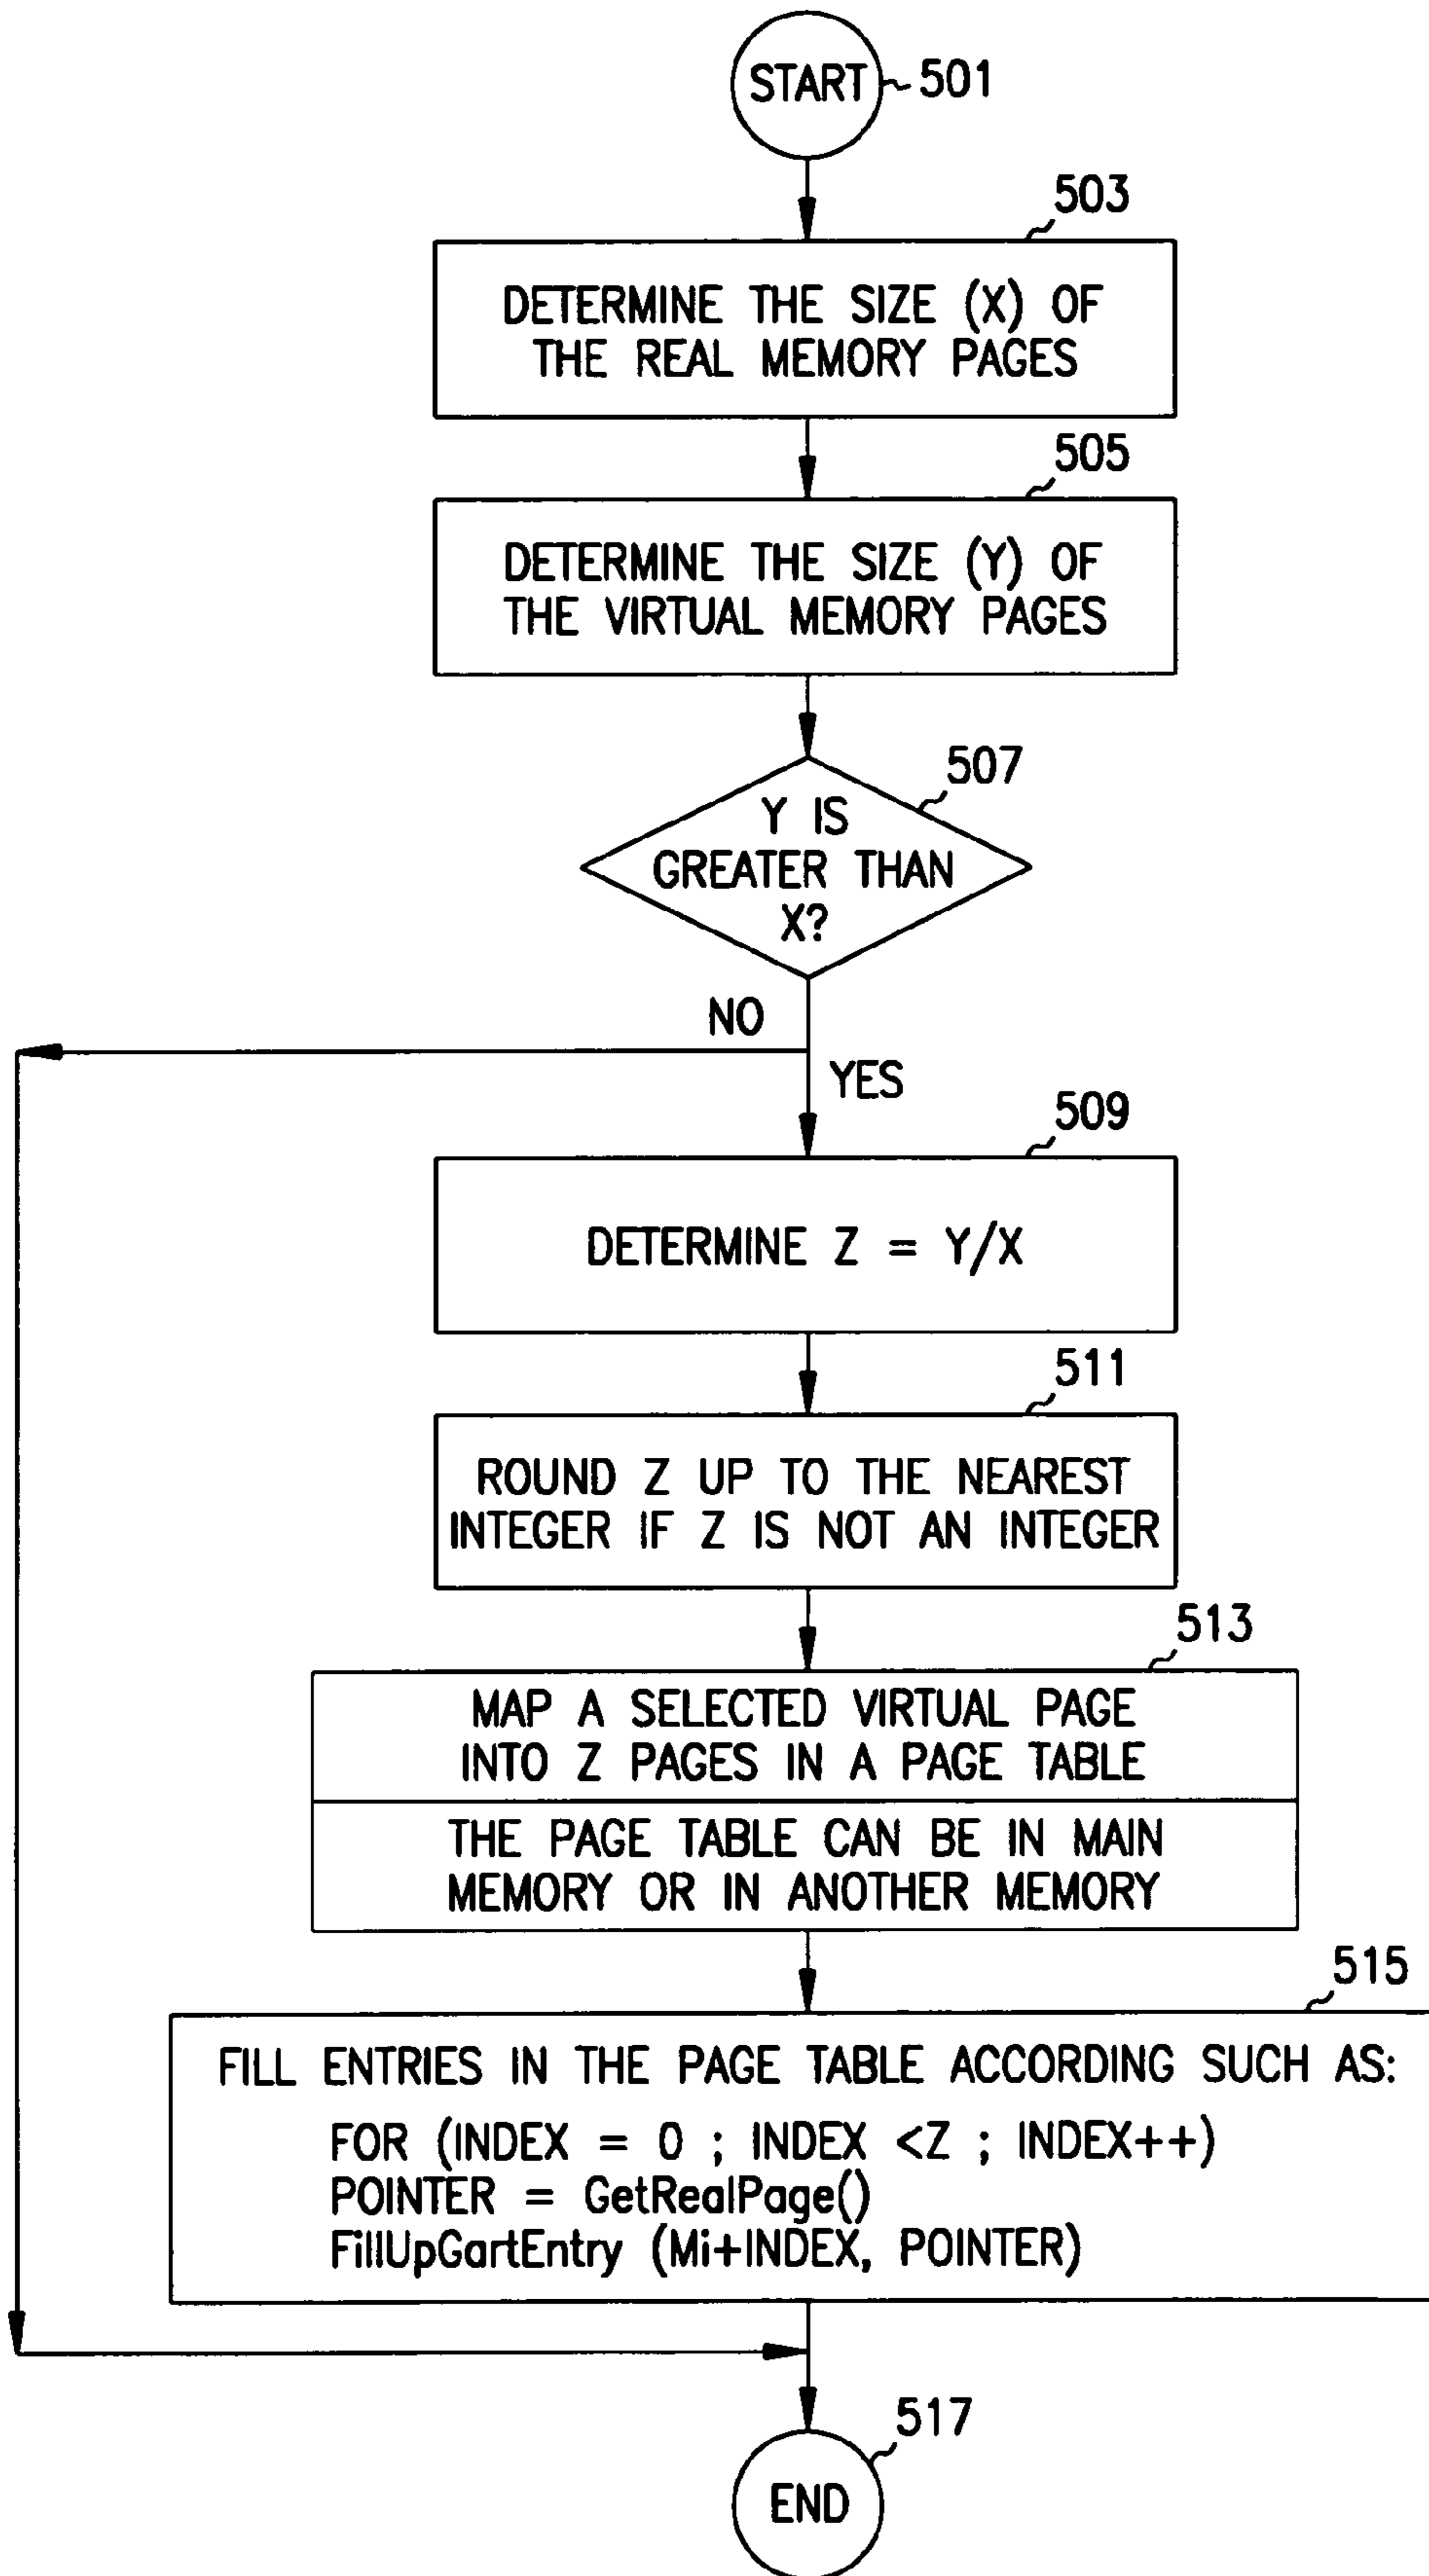 START
501
503
DETERMINE THE SIZE (X) OF
THE REAL MEMORY PAGES
505
DETERMINE THE SIZE (Y) OF
THE VIRTUAL MEMORY PAGES
507
Y IS
GREATER THAN
X?
NO
YES
509
DETERMINE Z = Y/X
511
ROUND Z UP TO THE NEAREST
INTEGER IF Z IS NOT AN INTEGER
513
MAP A SELECTED VIRTUAL PAGE
INTO Z PAGES IN A PAGE TABLE
THE PAGE TABLE CAN BE IN MAIN
MEMORY OR IN ANOTHER MEMORY
515
FILL ENTRIES IN THE PAGE TABLE ACCORDING SUCH AS:
FOR (INDEX = 0 ; INDEX <Z ; INDEX++)
POINTER = GetRealPage()
FillUpGartEntry (Mi+INDEX, POINTER)
517
END